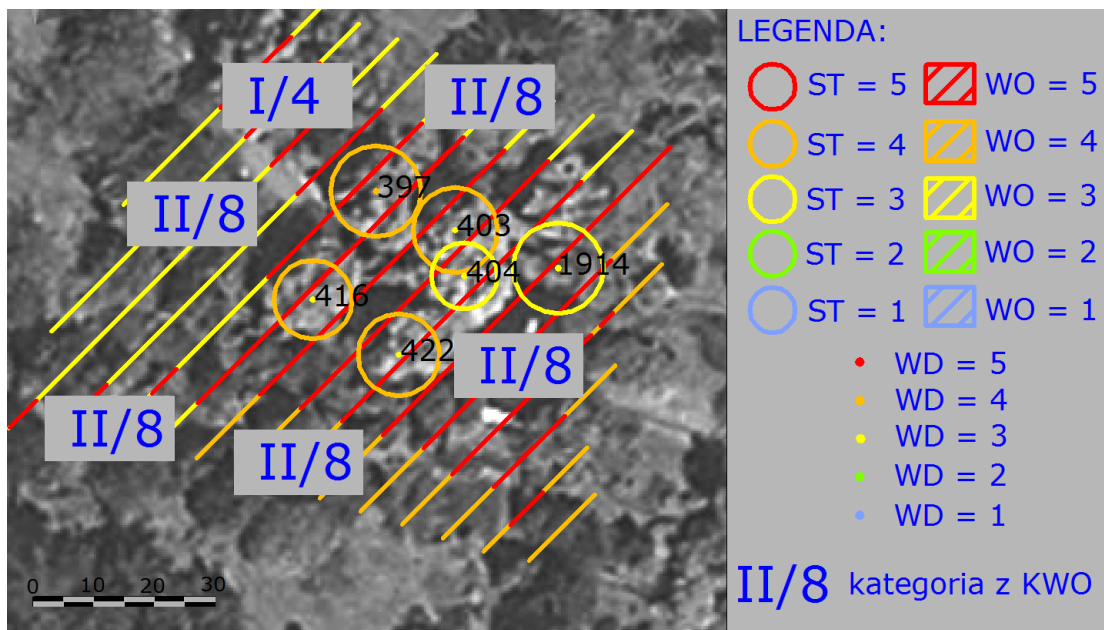 I/4
II/8
II/8
397
403
404
1914
416
422
II/8
II/8
II/8
0 10 20 30
LEGENDA:
ST = 5 WO = 5
ST = 4 WO = 4
ST = 3 WO = 3
ST = 2 WO = 2
ST = 1 WO = 1
WD = 5
WD = 4
WD = 3
WD = 2
WD = 1
II/8 kategoria z KWO